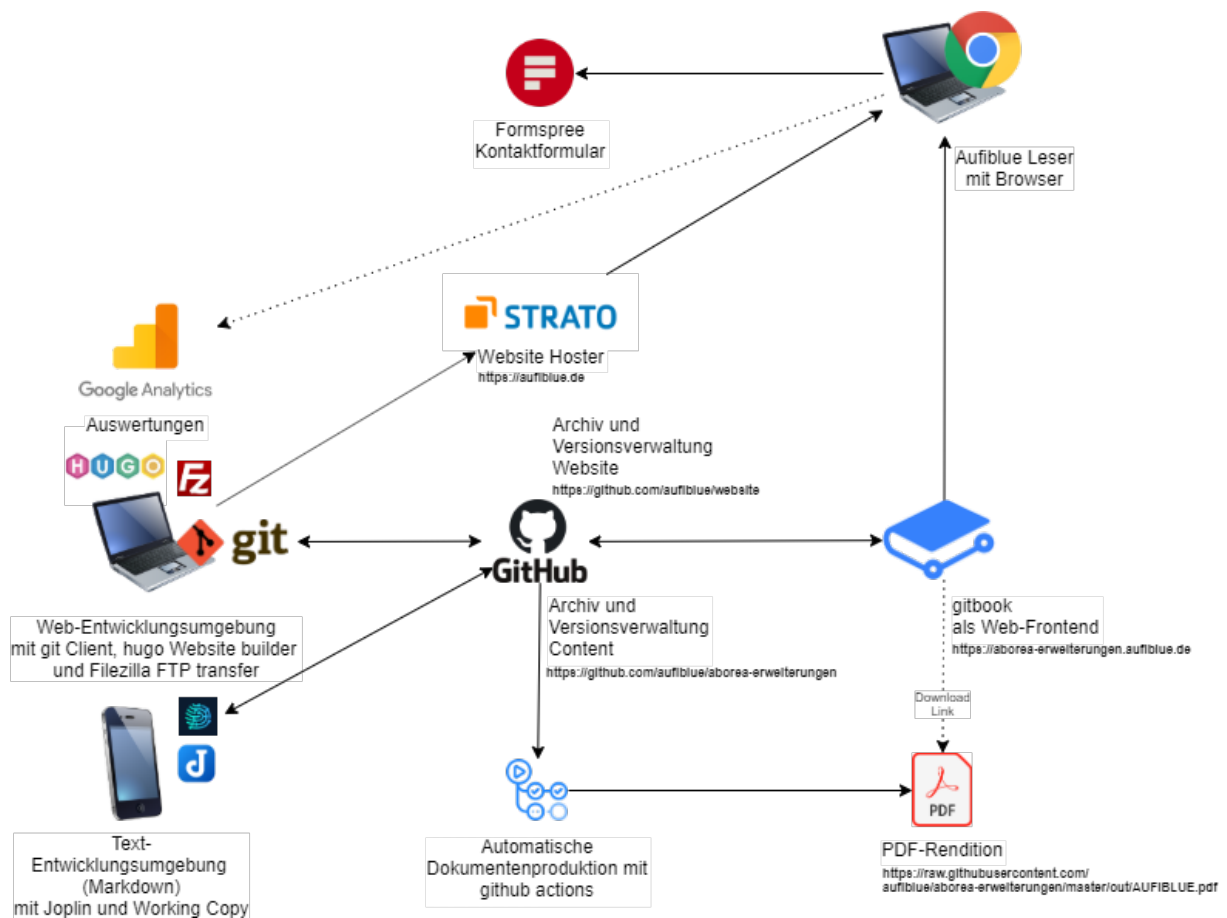 Formspree
Kontaktformular
Aufiblue Leser
mit Browser
STRATO
Website Hoster
https://aufiblue.de
Google Analytics
Auswertungen
HUGO
Fz
git
Archiv und
Versionsverwaltung
Website
https://github.com/aufiblue/website
GitHub
Web-Entwicklungsumgebung
mit git Client, hugo Website builder
und Filezilla FTP transfer
Archiv und
Versionsverwaltung
Content
https://github.com/aufiblue/aborea-erweiterungen
gitbook
als Web-Frontend
https://aborea-erweiterungen.aufiblue.de
Download
Link
J
PDF
Text-
Entwicklungsumgebung
(Markdown)
mit Joplin und Working Copy
Automatische
Dokumentenproduktion mit
github actions
PDF-Rendition
https://raw.githubusercontent.com/
aufiblue/aborea-erweiterungen/master/out/AUFIBLUE.pdf